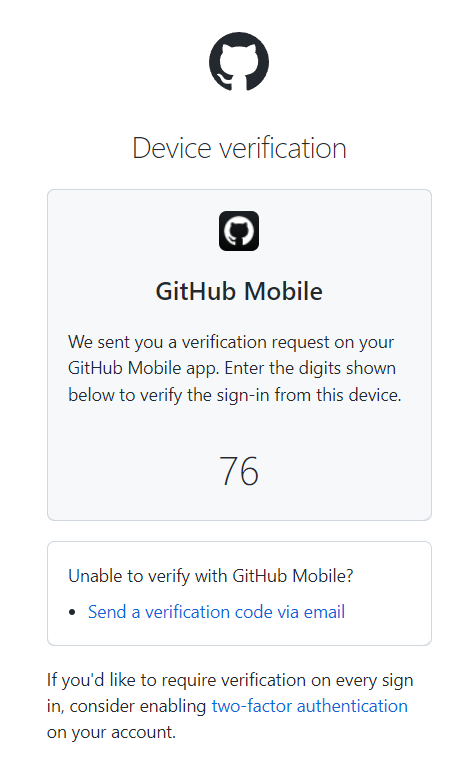 Device verification
GitHub Mobile
We sent you a verification request on your
GitHub Mobile app. Enter the digits shown
below to verify the sign-in from this device.
76
Unable to verify with GitHub Mobile?
• Send a verification code via email
If you'd like to require verification on every sign
in, consider enabling two-factor authentication
on your account.